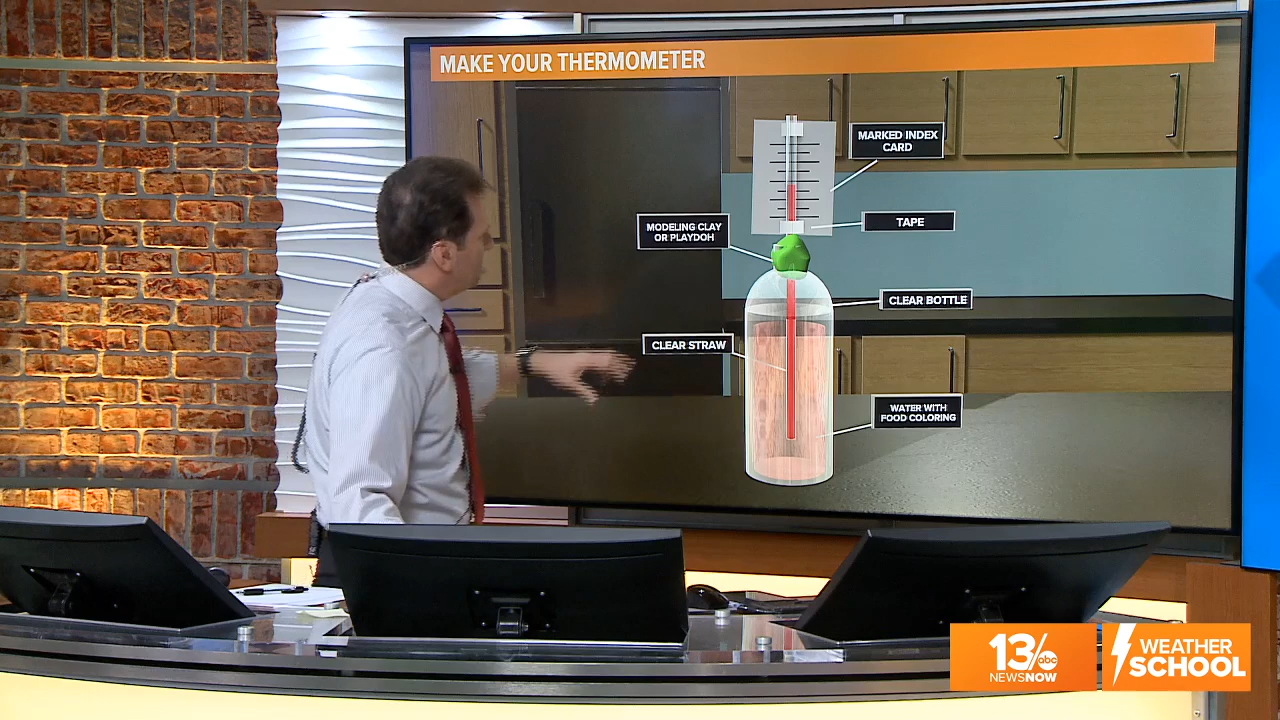 MAKE YOUR THERMOMETER
MARKED INDEX
CARD
MODELING CLAY
OR PLAYDOH
TAPE
CLEAR BOTTLE
CLEAR STRAW
WATER WITH
FOOD COLORING
13 abc
NEWSNOW
WEATHER
SCHOOL